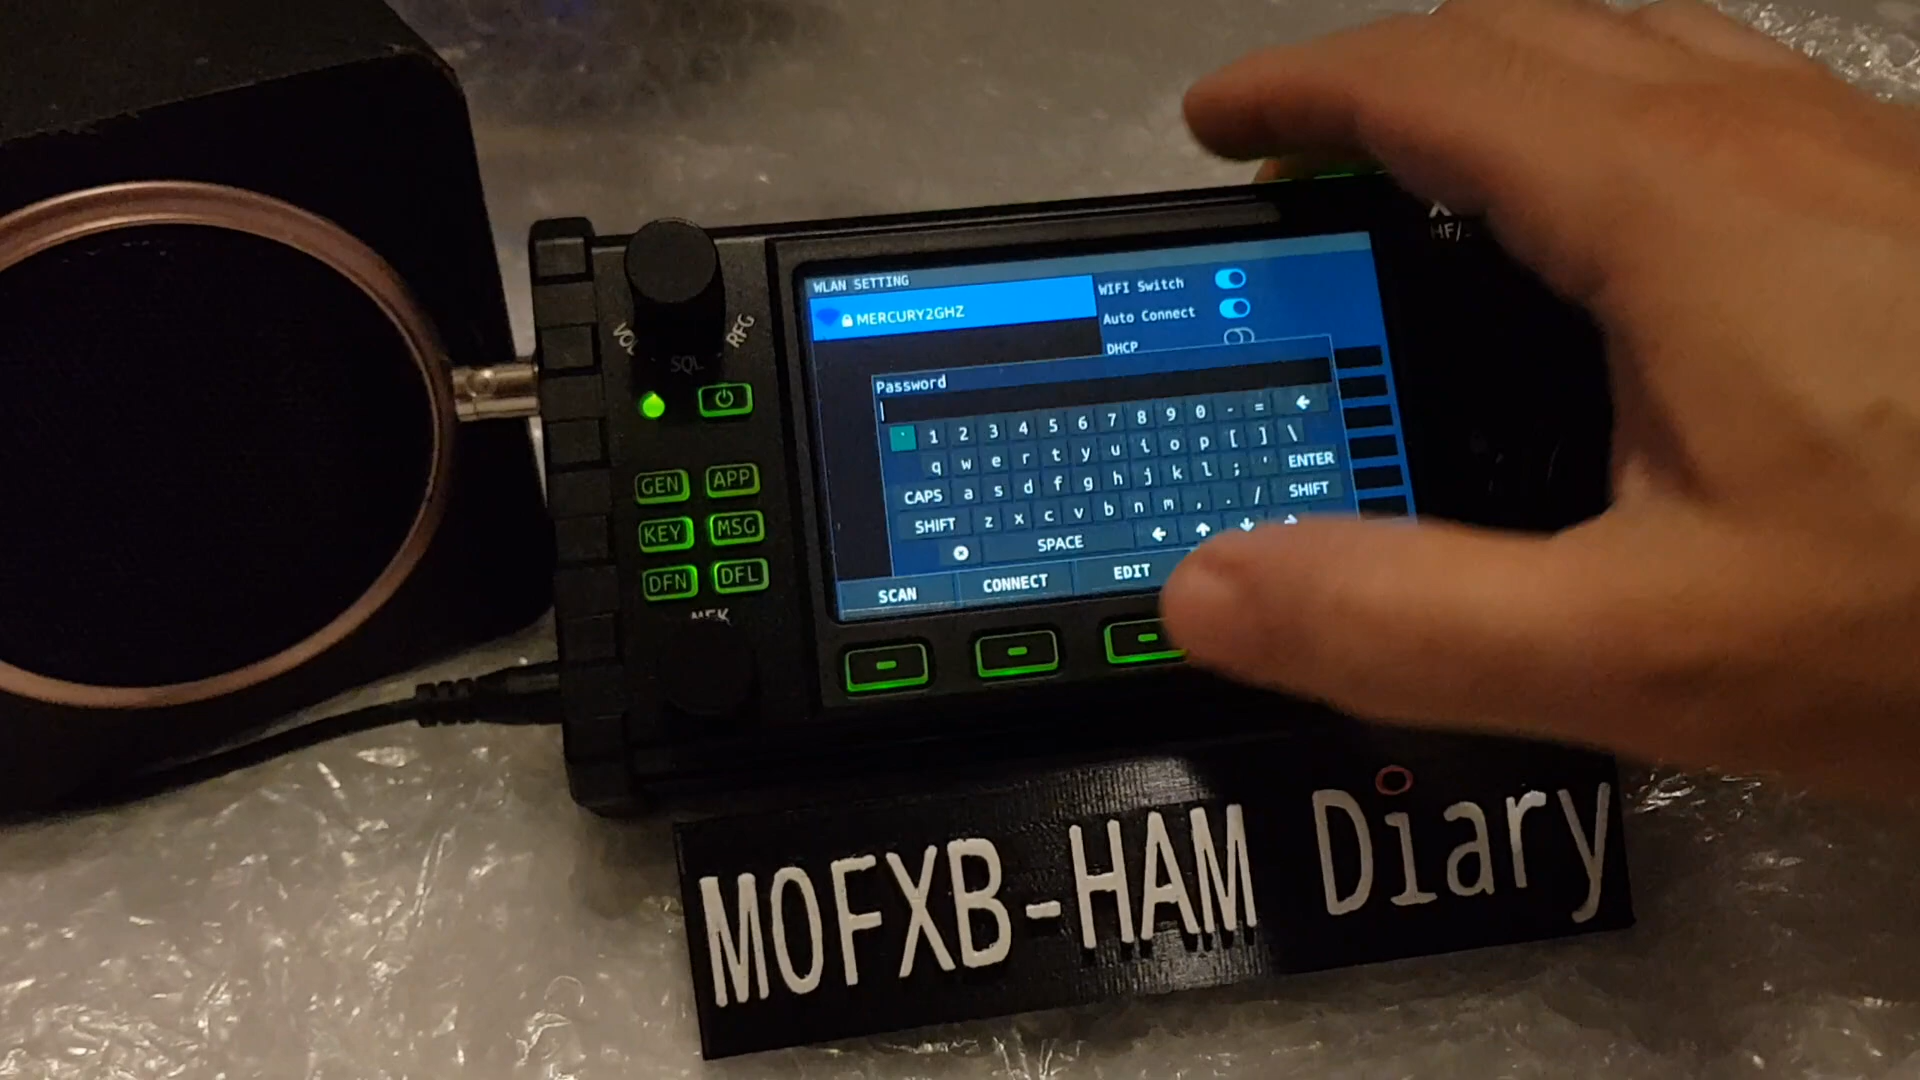 X
HF/
VOL
RFG
SQL
GEN
APP
KEY
MSG
DFN
DFL
MFK
WLAN SETTING
MERCURY2GHZ
WIFI Switch
Auto Connect
DHCP
Password
` 1 2 3 4 5 6 7 8 9 0 - = ←
q w e r t y u i o p [ ] \
CAPS a s d f g h j k l ; ' ENTER
SHIFT z x c v b n m , . / SHIFT
SPACE ← ↑ ↓ →
SCAN
CONNECT
EDIT
M0FXB-HAM Diary